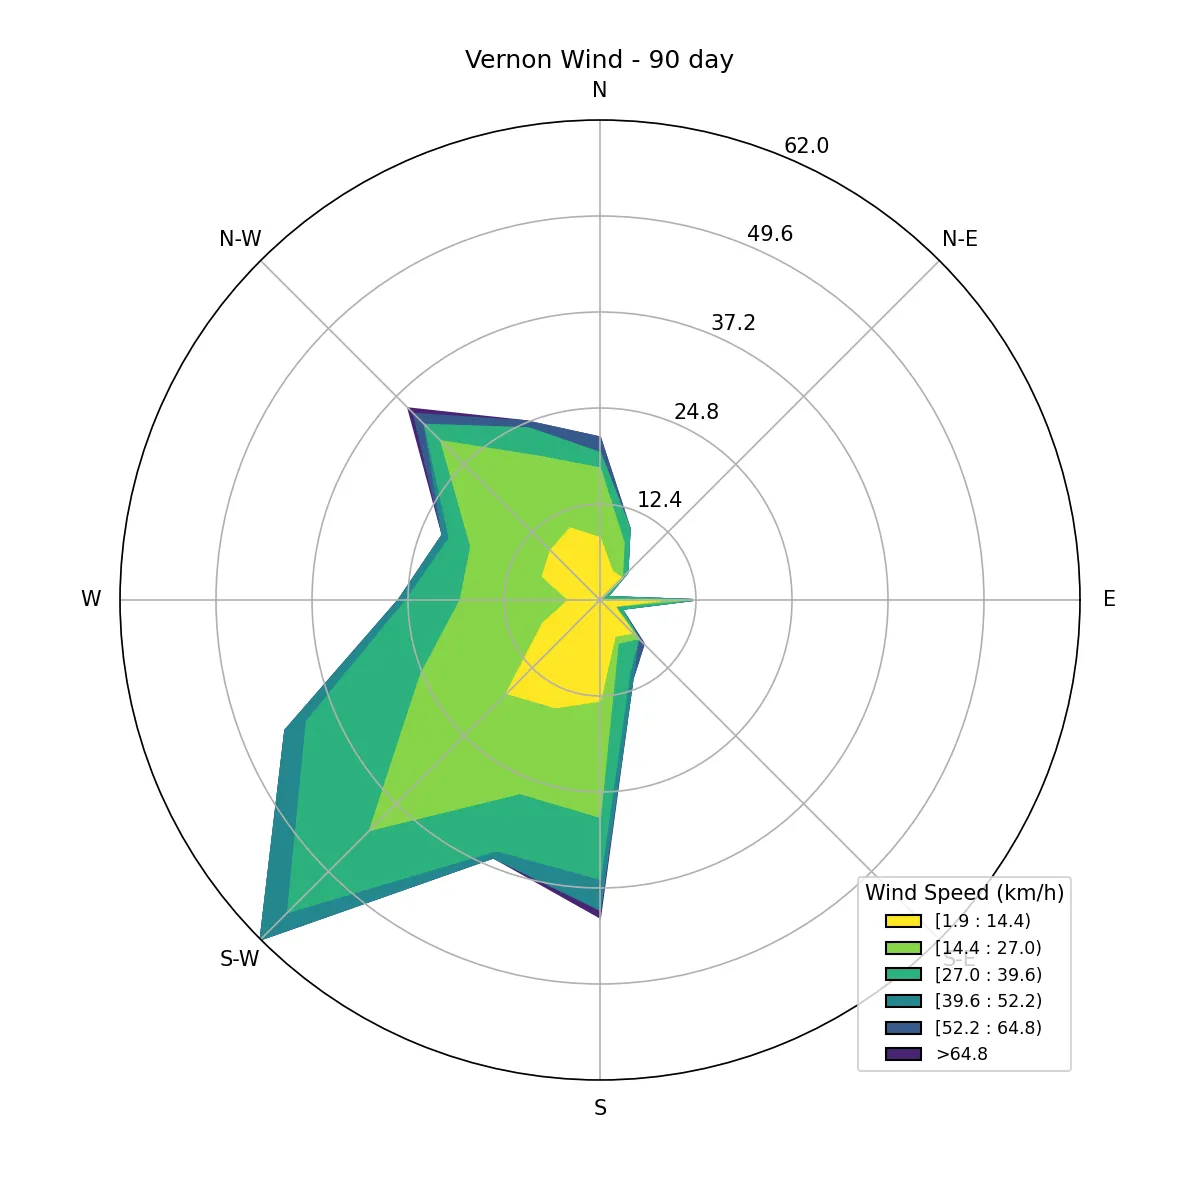 Vernon Wind - 90 day
N
62.0
49.6
N-W
N-E
37.2
24.8
12.4
W
E
S-W
S-E
S
Wind Speed (km/h)
[1.9 : 14.4)
[14.4 : 27.0)
[27.0 : 39.6)
[39.6 : 52.2)
[52.2 : 64.8)
>64.8